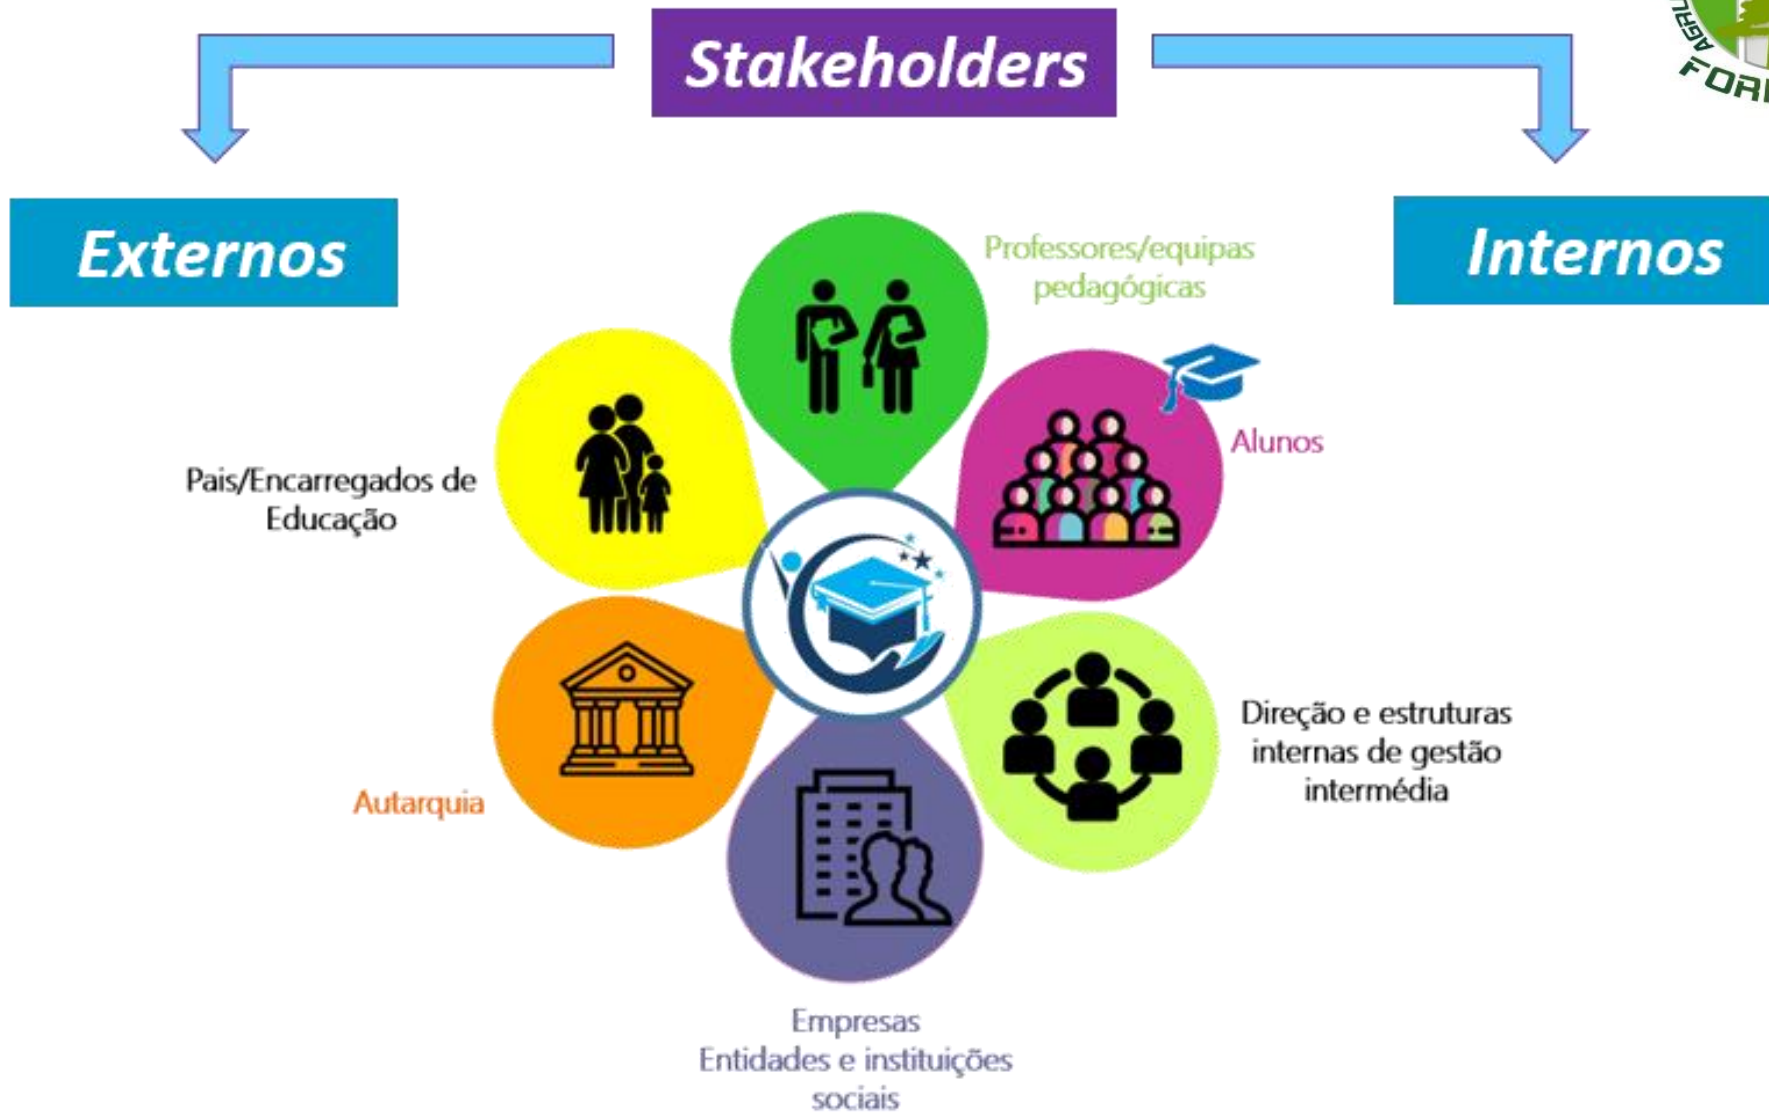 Stakeholders
Externos
Internos
Professores/equipas
pedagógicas
Alunos
Pais/Encarregados de
Educação
Direção e estruturas
internas de gestão
intermédia
Autarquia
Empresas
Entidades e instituições
sociais